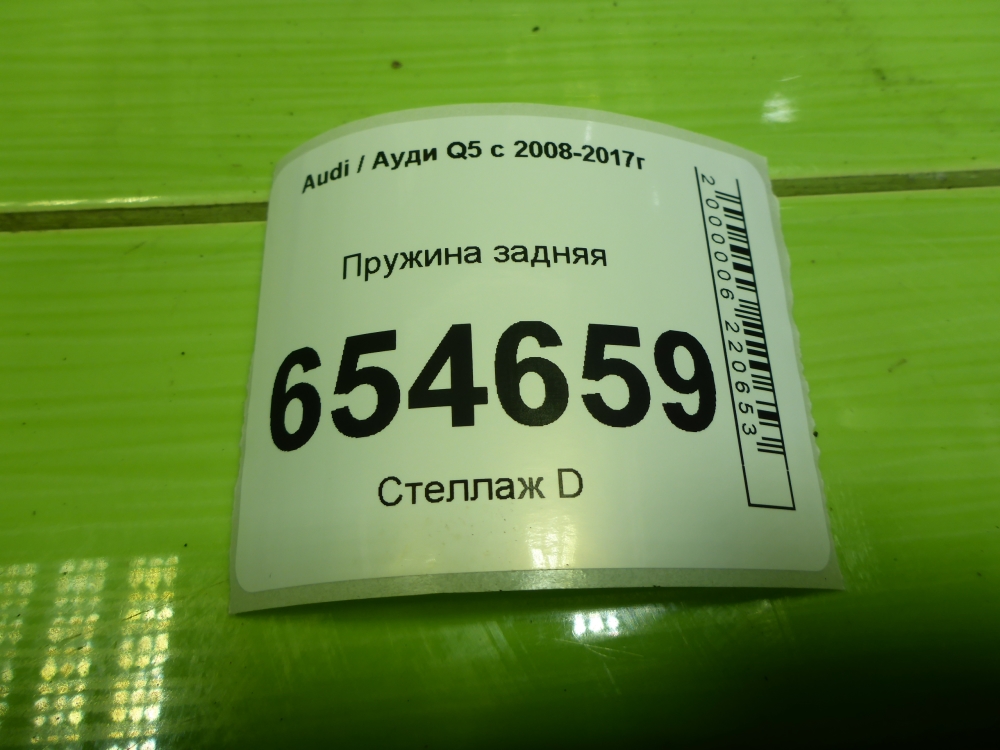 Audi / Ауди Q5 с 2008-2017г
Пружина задняя
654659
Стеллаж D
2000006220653